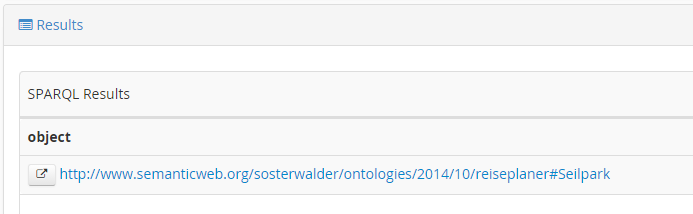 Results
SPARQL Results
object
http://www.semanticweb.org/sosterwalder/ontologies/2014/10/reiseplaner#Seilpark